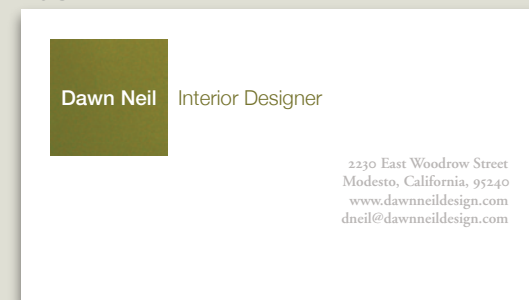 Dawn Neil Interior Designer
2230 East Woodrow Street
Modesto, California, 95240
www.dawnneildesign.com
dneil@dawnneildesign.com